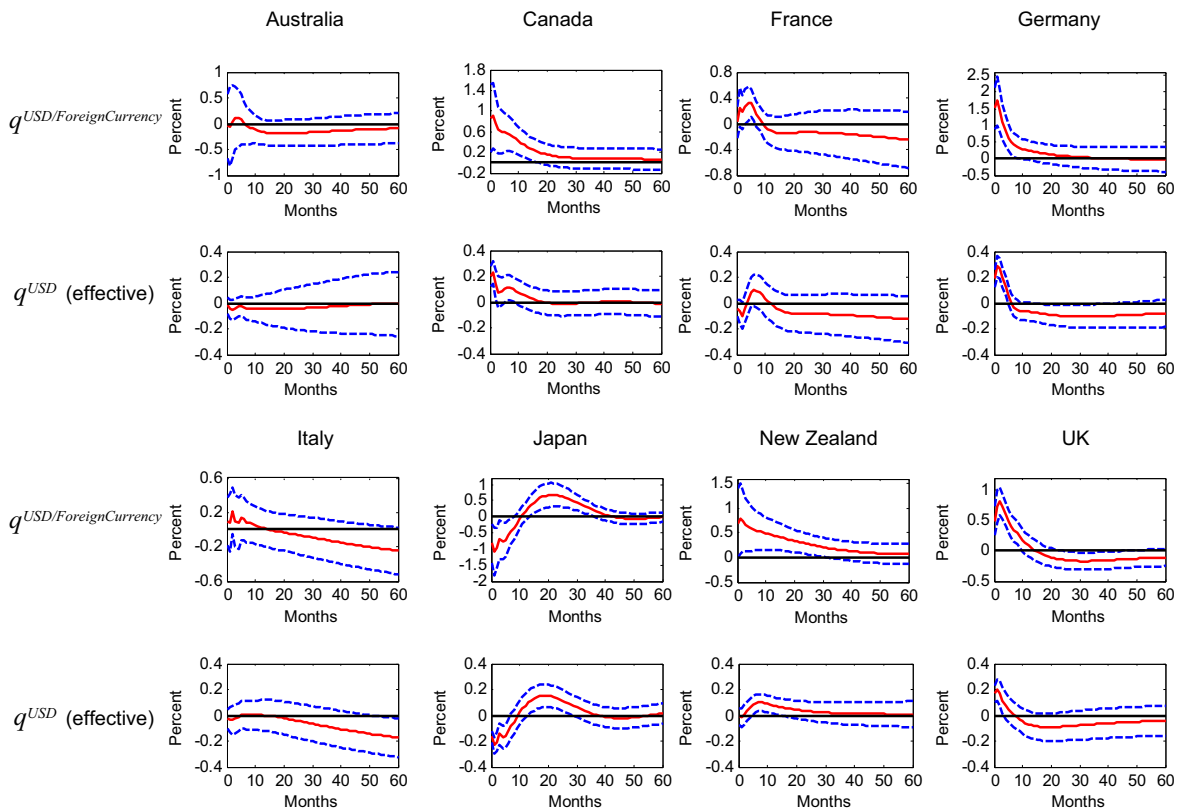 Australia
Canada
France
Germany
q^USD/ForeignCurrency
Percent
1
0.5
0
-0.5
-1
0 10 20 30 40 50 60
Months
Percent
1.8
1.4
1
0.6
0.2
-0.2
0 10 20 30 40 50 60
Months
Percent
0.8
0.4
0
-0.4
-0.8
0 10 20 30 40 50 60
Months
Percent
2.5
2
1.5
1
0.5
0
-0.5
0 10 20 30 40 50 60
Months
q^USD (effective)
Percent
0.4
0.2
0
-0.2
-0.4
0 10 20 30 40 50 60
Months
Percent
0.4
0.2
0
-0.2
-0.4
0 10 20 30 40 50 60
Months
Percent
0.4
0.2
0
-0.2
-0.4
0 10 20 30 40 50 60
Months
Percent
0.4
0.2
0
-0.2
-0.4
0 10 20 30 40 50 60
Months
Italy
Japan
New Zealand
UK
q^USD/ForeignCurrency
Percent
0.6
0.2
-0.2
-0.6
0 10 20 30 40 50 60
Months
Percent
1
0.5
0
-0.5
-1
-1.5
-2
0 10 20 30 40 50 60
Months
Percent
1.5
1
0.5
0
-0.5
0 10 20 30 40 50 60
Months
Percent
1
0.5
0
-0.5
0 10 20 30 40 50 60
Months
q^USD (effective)
Percent
0.4
0.2
0
-0.2
-0.4
0 10 20 30 40 50 60
Months
Percent
0.4
0.2
0
-0.2
-0.4
0 10 20 30 40 50 60
Months
Percent
0.4
0.2
0
-0.2
-0.4
0 10 20 30 40 50 60
Months
Percent
0.4
0.2
0
-0.2
-0.4
0 10 20 30 40 50 60
Months